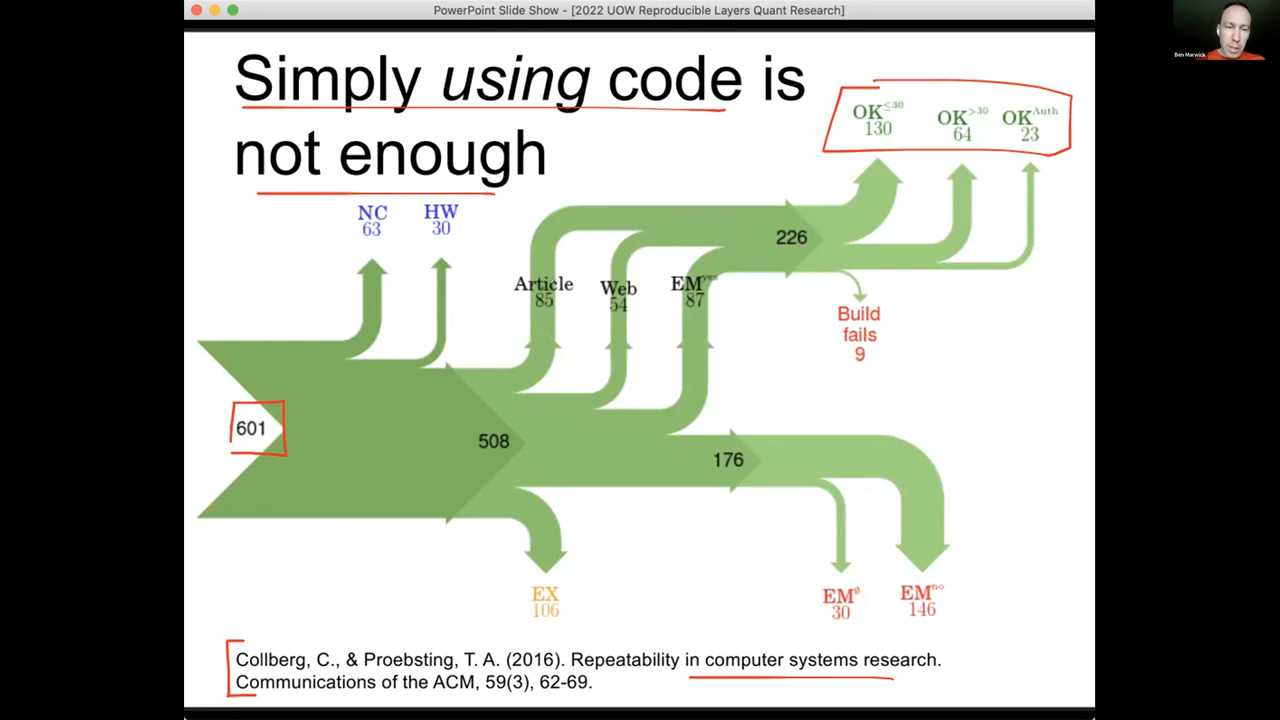 PowerPoint Slide Show - [2022 UOW Reproducible Layers Quant Research]
Ben Marwick
Simply using code is
not enough
OK≤30 OK>30 OKAuth
130 64 23
NC HW
63 30
226
Article Web EMyes
85 54 87
Build
fails
9
601
508
176
EX EMø EMno
106 30 146
Collberg, C., & Proebsting, T. A. (2016). Repeatability in computer systems research.
Communications of the ACM, 59(3), 62-69.